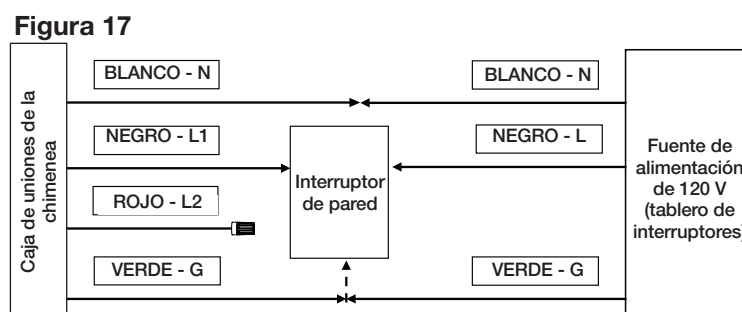 Figura 17
Caja de uniones de la
chimenea
BLANCO - N
BLANCO - N
NEGRO - L1
NEGRO - L
ROJO - L2
VERDE - G
VERDE - G
Interruptor
de pared
Fuente de
alimentación
de 120 V
(tablero de
interruptores)